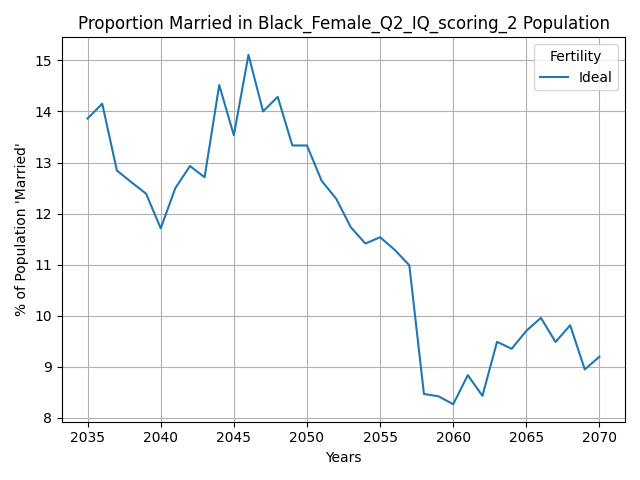 Proportion Married in Black_Female_Q2_IQ_scoring_2 Population
Fertility
Ideal
% of Population 'Married'
15
14
13
12
11
10
9
8
2035 2040 2045 2050 2055 2060 2065 2070
Years